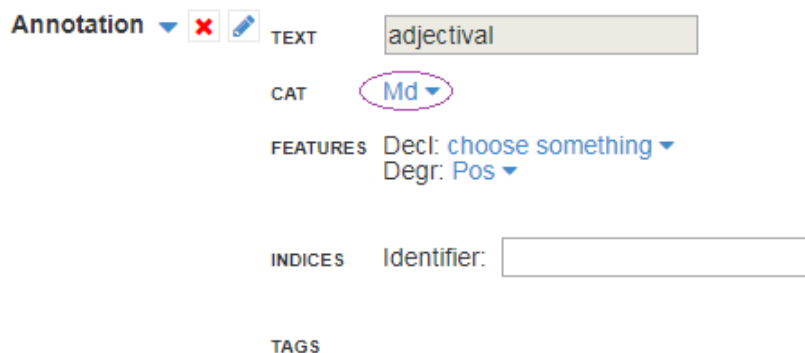 Annotation
TEXT adjectival
CAT Md
FEATURES Decl: choose something
Degr: Pos
INDICES Identifier:
TAGS